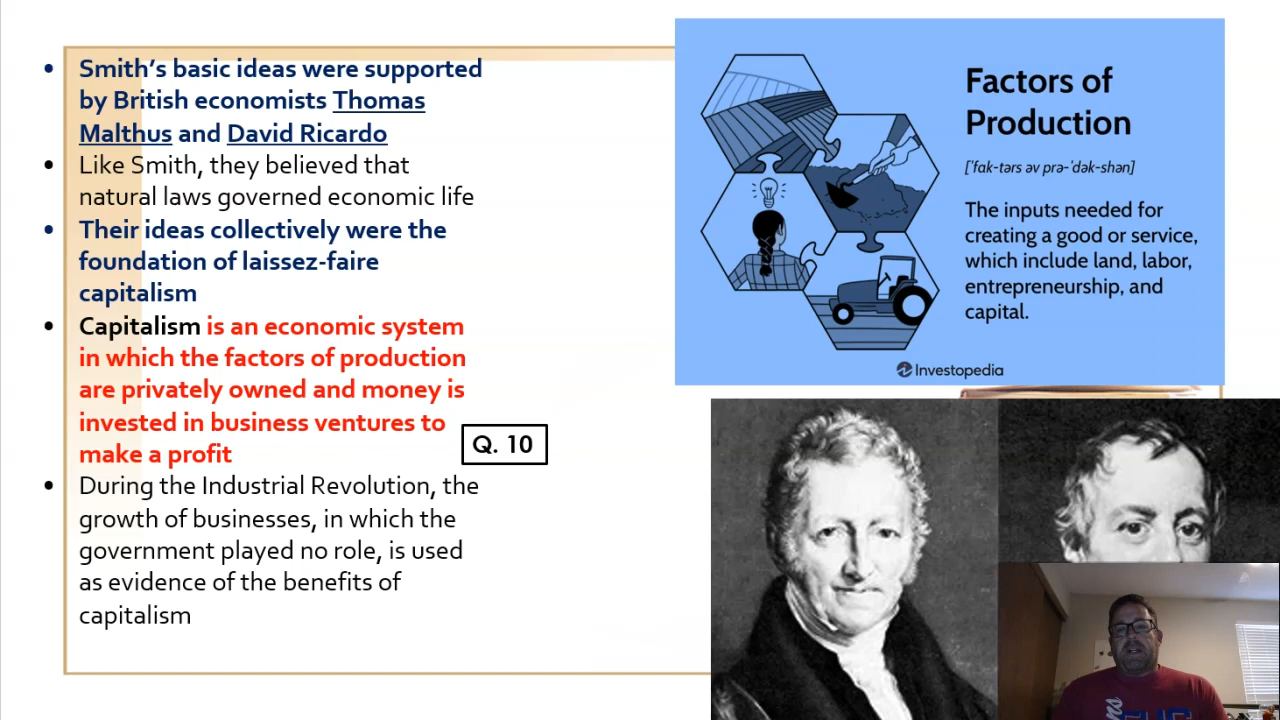 Smith's basic ideas were supported
by British economists Thomas
Malthus and David Ricardo
Like Smith, they believed that
natural laws governed economic life
Their ideas collectively were the
foundation of laissez-faire
capitalism
Capitalism is an economic system
in which the factors of production
are privately owned and money is
invested in business ventures to
make a profit
Q. 10
During the Industrial Revolution, the
growth of businesses, in which the
government played no role, is used
as evidence of the benefits of
capitalism
Factors of
Production
[ˈfak-tərs əv prə-ˈdək-shən]
The inputs needed for
creating a good or service,
which include land, labor,
entrepreneurship, and
capital.
Investopedia